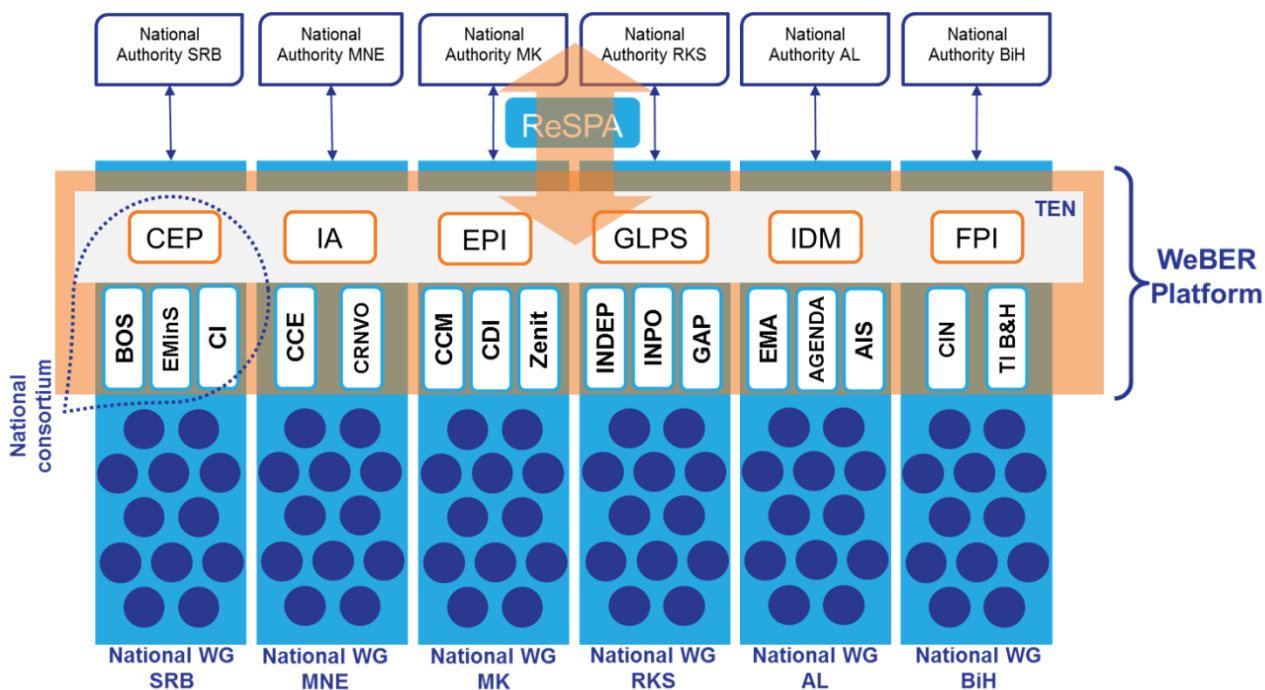 National
Authority SRB
National
Authority MNE
National
Authority MK
National
Authority RKS
National
Authority AL
National
Authority BiH
ReSPA
TEN
CEP
IA
EPI
GLPS
IDM
FPI
WeBER
Platform
BOS
EMinS
CI
CCE
CRNVO
CCM
CDI
Zenit
INDEP
INPO
GAP
EMA
AGENDA
AIS
CIN
TI B&H
National
consortium
National WG
SRB
National WG
MNE
National WG
MK
National WG
RKS
National WG
AL
National WG
BiH